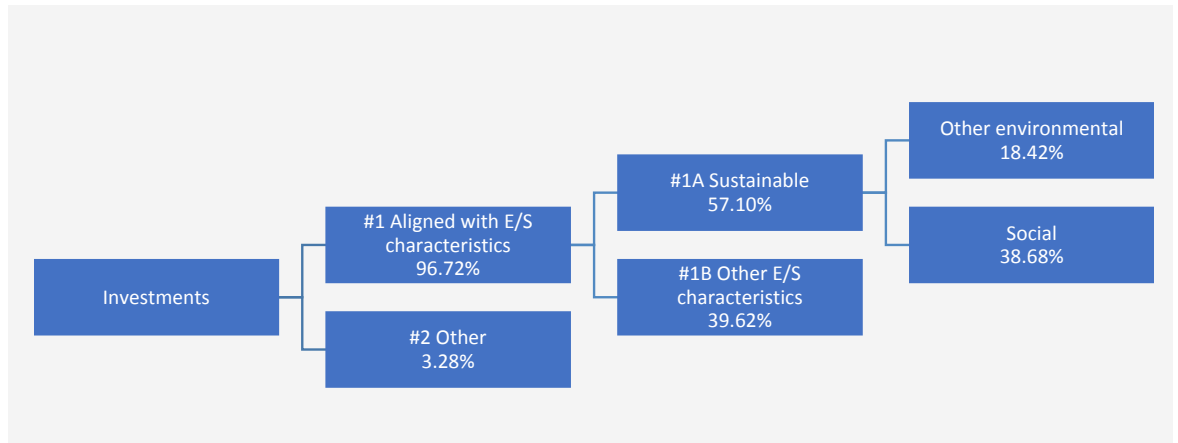 Investments
#1 Aligned with E/S
characteristics
96.72%
#2 Other
3.28%
#1A Sustainable
57.10%
#1B Other E/S
characteristics
39.62%
Other environmental
18.42%
Social
38.68%